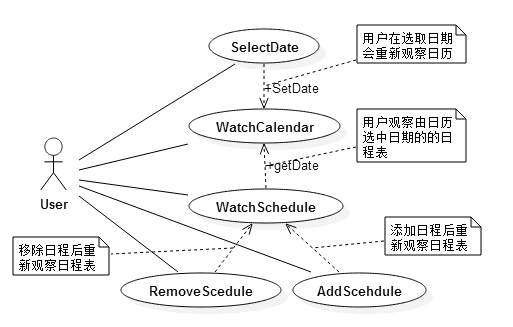 SelectDate
用户在选取日期
会重新观察日历
+SetDate
WatchCalendar
用户观察由日历
选中日期的的日
程表
+getDate
User
WatchSchedule
移除日程后重
新观察日程表
添加日程后重
新观察日程表
RemoveScedule
AddScehdule